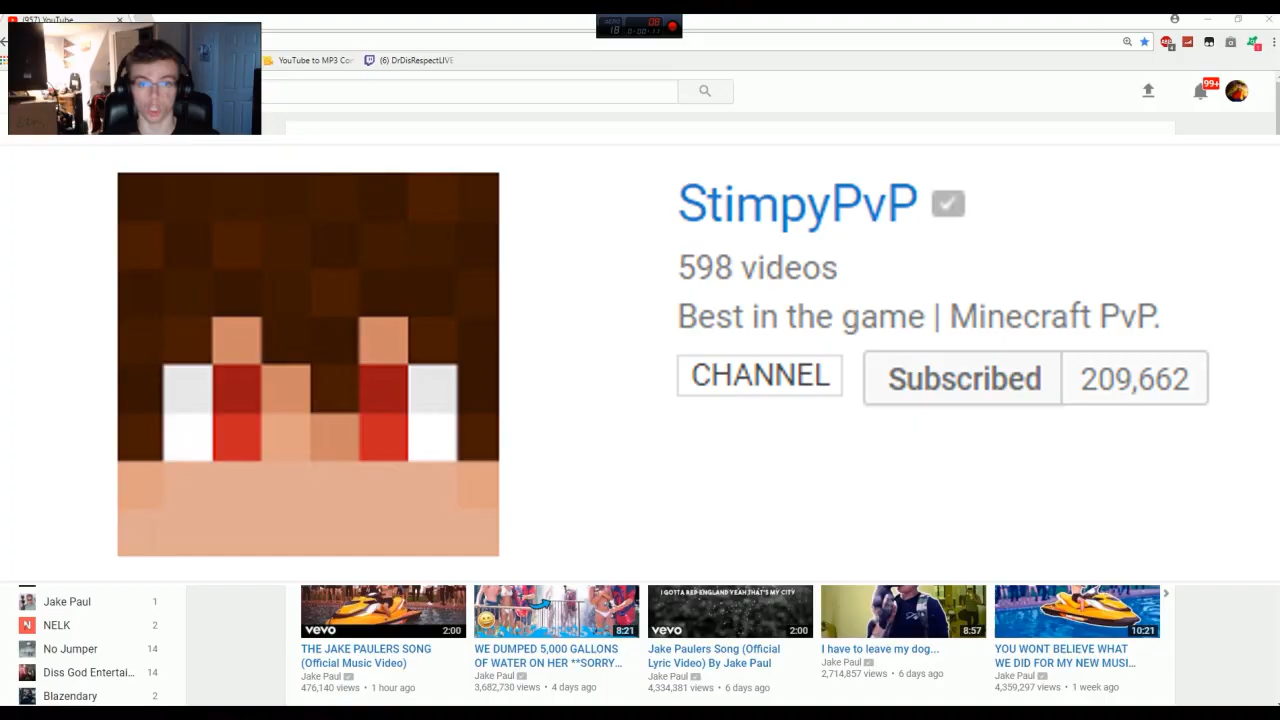 (957) YouTube
YouTube to MP3 Con
(6) DrDisRespectLIVE
99+
StimpyPvP
598 videos
Best in the game | Minecraft PvP.
CHANNEL
Subscribed 209,662
Jake Paul 1
NELK 2
No Jumper 14
Diss God Entertai... 14
Blazendary 2
vevo 2:00
THE JAKE PAULERS SONG
(Official Music Video)
Jake Paul
476,140 views • 1 hour ago
8:21
WE DUMPED 5,000 GALLONS
OF WATER ON HER **SORRY...
Jake Paul
3,682,730 views • 4 days ago
I GOTTA REP ENGLAND YEAH THAT'S MY CITY
vevo 2:00
Jake Paulers Song (Official
Lyric Video) By Jake Paul
Jake Paul
4,334,381 views • 6 days ago
8:57
I have to leave my dog...
Jake Paul
2,714,857 views • 6 days ago
10:21
YOU WONT BELIEVE WHAT
WE DID FOR MY NEW MUSI...
Jake Paul
4,359,297 views • 1 week ago